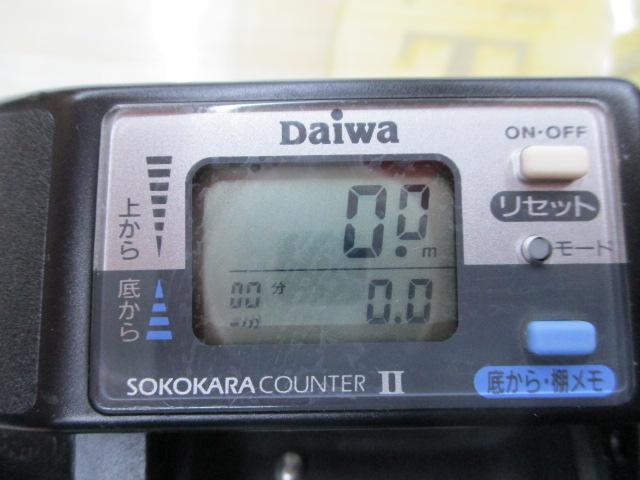 Daiwa
ON・OFF
リセット
モード
上から
0.0 m
底から
00 分
0.0
SOKOKARA COUNTER II
底から・棚メモ